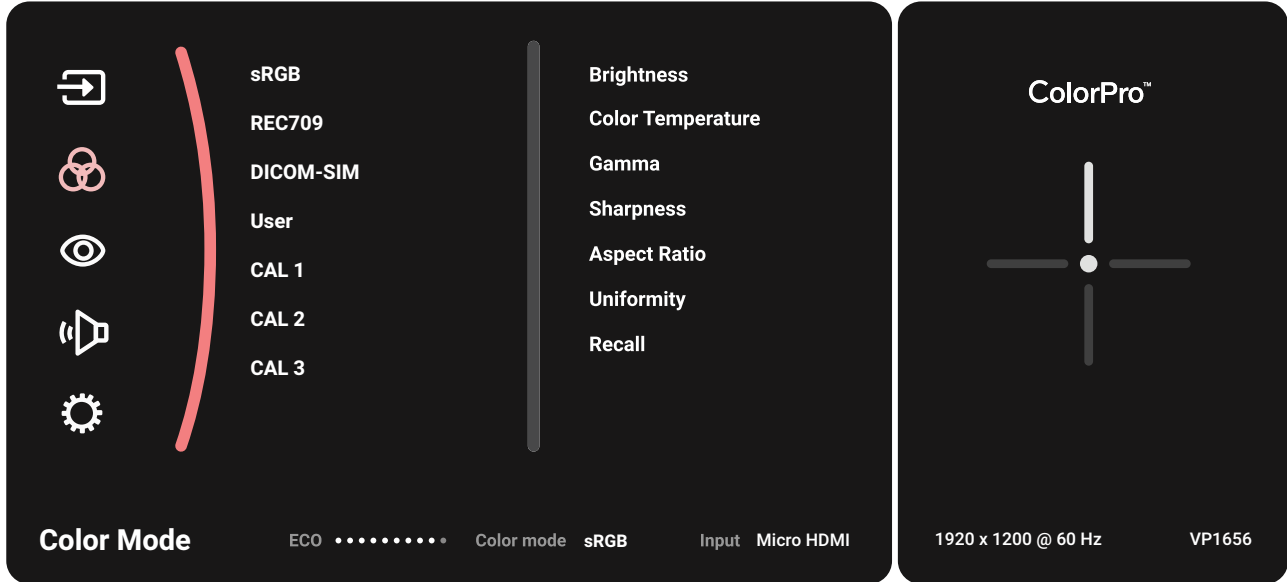 sRGB
REC709
DICOM-SIM
User
CAL 1
CAL 2
CAL 3
Brightness
Color Temperature
Gamma
Sharpness
Aspect Ratio
Uniformity
Recall
Color Mode
ECO
Color mode sRGB
Input Micro HDMI
ColorPro™
1920 x 1200 @ 60 Hz
VP1656